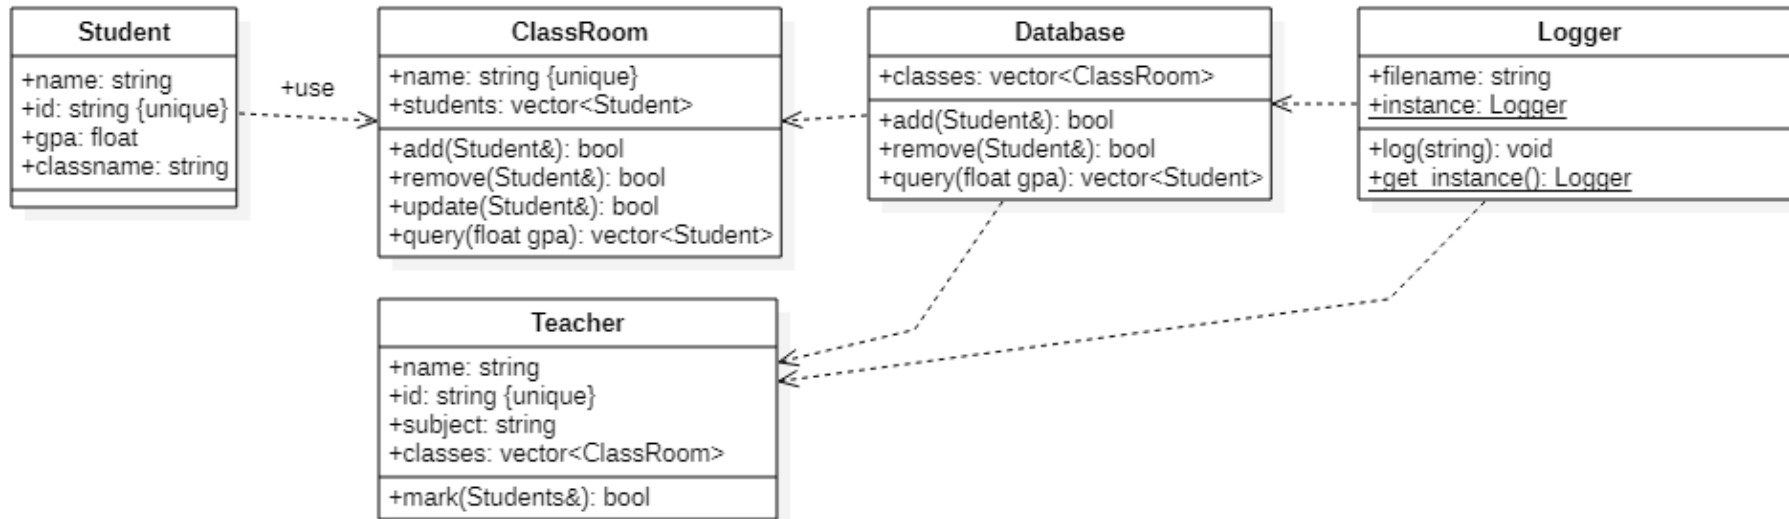 Student
+name: string
+id: string {unique}
+gpa: float
+classname: string
+use
ClassRoom
+name: string {unique}
+students: vector<Student>
+add(Student&): bool
+remove(Student&): bool
+update(Student&): bool
+query(float gpa): vector<Student>
Database
+classes: vector<ClassRoom>
+add(Student&): bool
+remove(Student&): bool
+query(float gpa): vector<Student>
Logger
+filename: string
+instance: Logger
+log(string): void
+get_instance(): Logger
Teacher
+name: string
+id: string {unique}
+subject: string
+classes: vector<ClassRoom>
+mark(Students&): bool